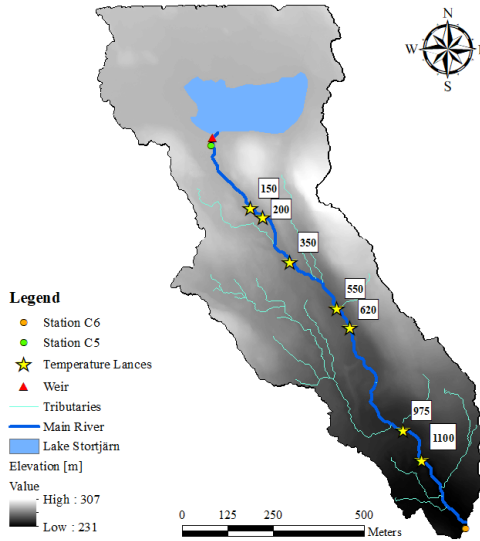 N
W
E
S
150
200
350
550
620
975
1100
Legend
Station C6
Station C5
Temperature Lances
Weir
Tributaries
Main River
Lake Stortjärn
Elevation [m]
Value
High : 307
Low : 231
0 125 250 500
Meters